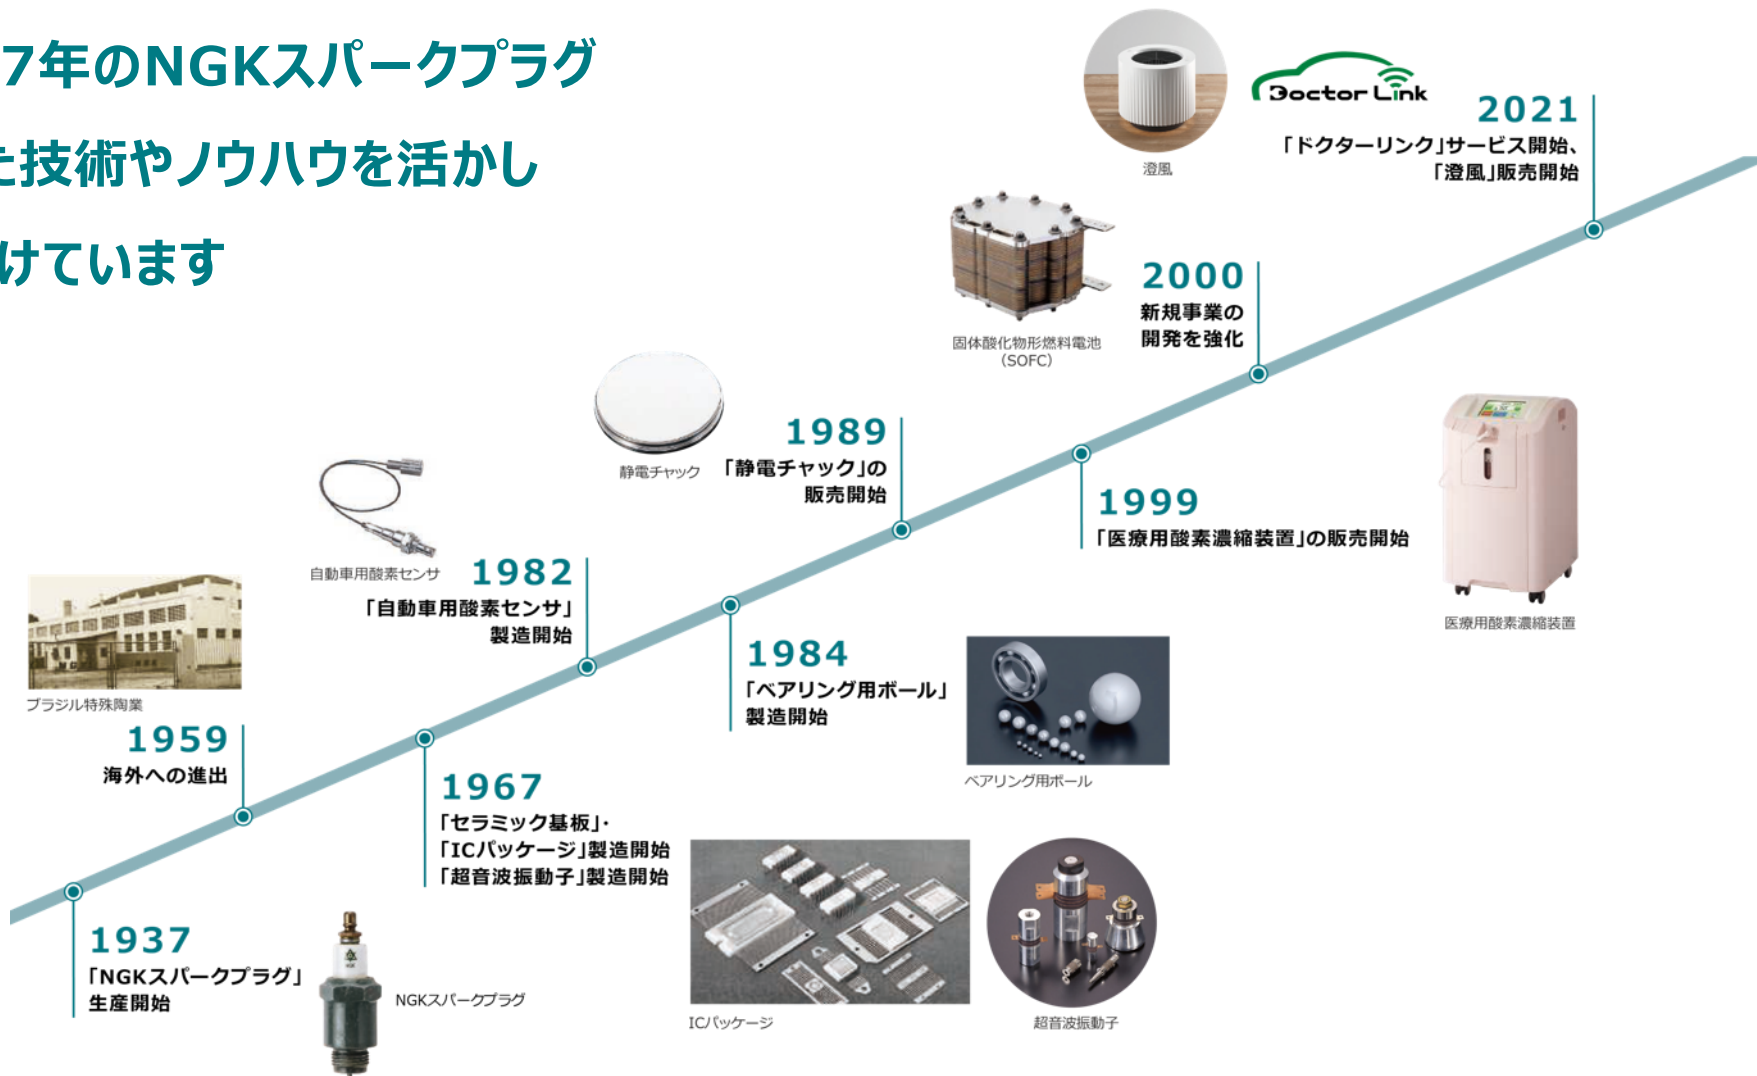 7年のNGKスパークプラグ
た技術やノウハウを活かし
けています
澄風
Doctor Link
2021
「ドクターリンク」サービス開始、
「澄風」販売開始
固体酸化物形燃料電池
（SOFC）
2000
新規事業の
開発を強化
静電チャック
1989
「静電チャック」の
販売開始
1999
「医療用酸素濃縮装置」の販売開始
医療用酸素濃縮装置
自動車用酸素センサ
1982
「自動車用酸素センサ」
製造開始
1984
「ベアリング用ボール」
製造開始
ベアリング用ボール
ブラジル特殊陶業
1959
海外への進出
1967
「セラミック基板」・
「ICパッケージ」製造開始
「超音波振動子」製造開始
ICパッケージ
超音波振動子
1937
「NGKスパークプラグ」
生産開始
NGKスパークプラグ